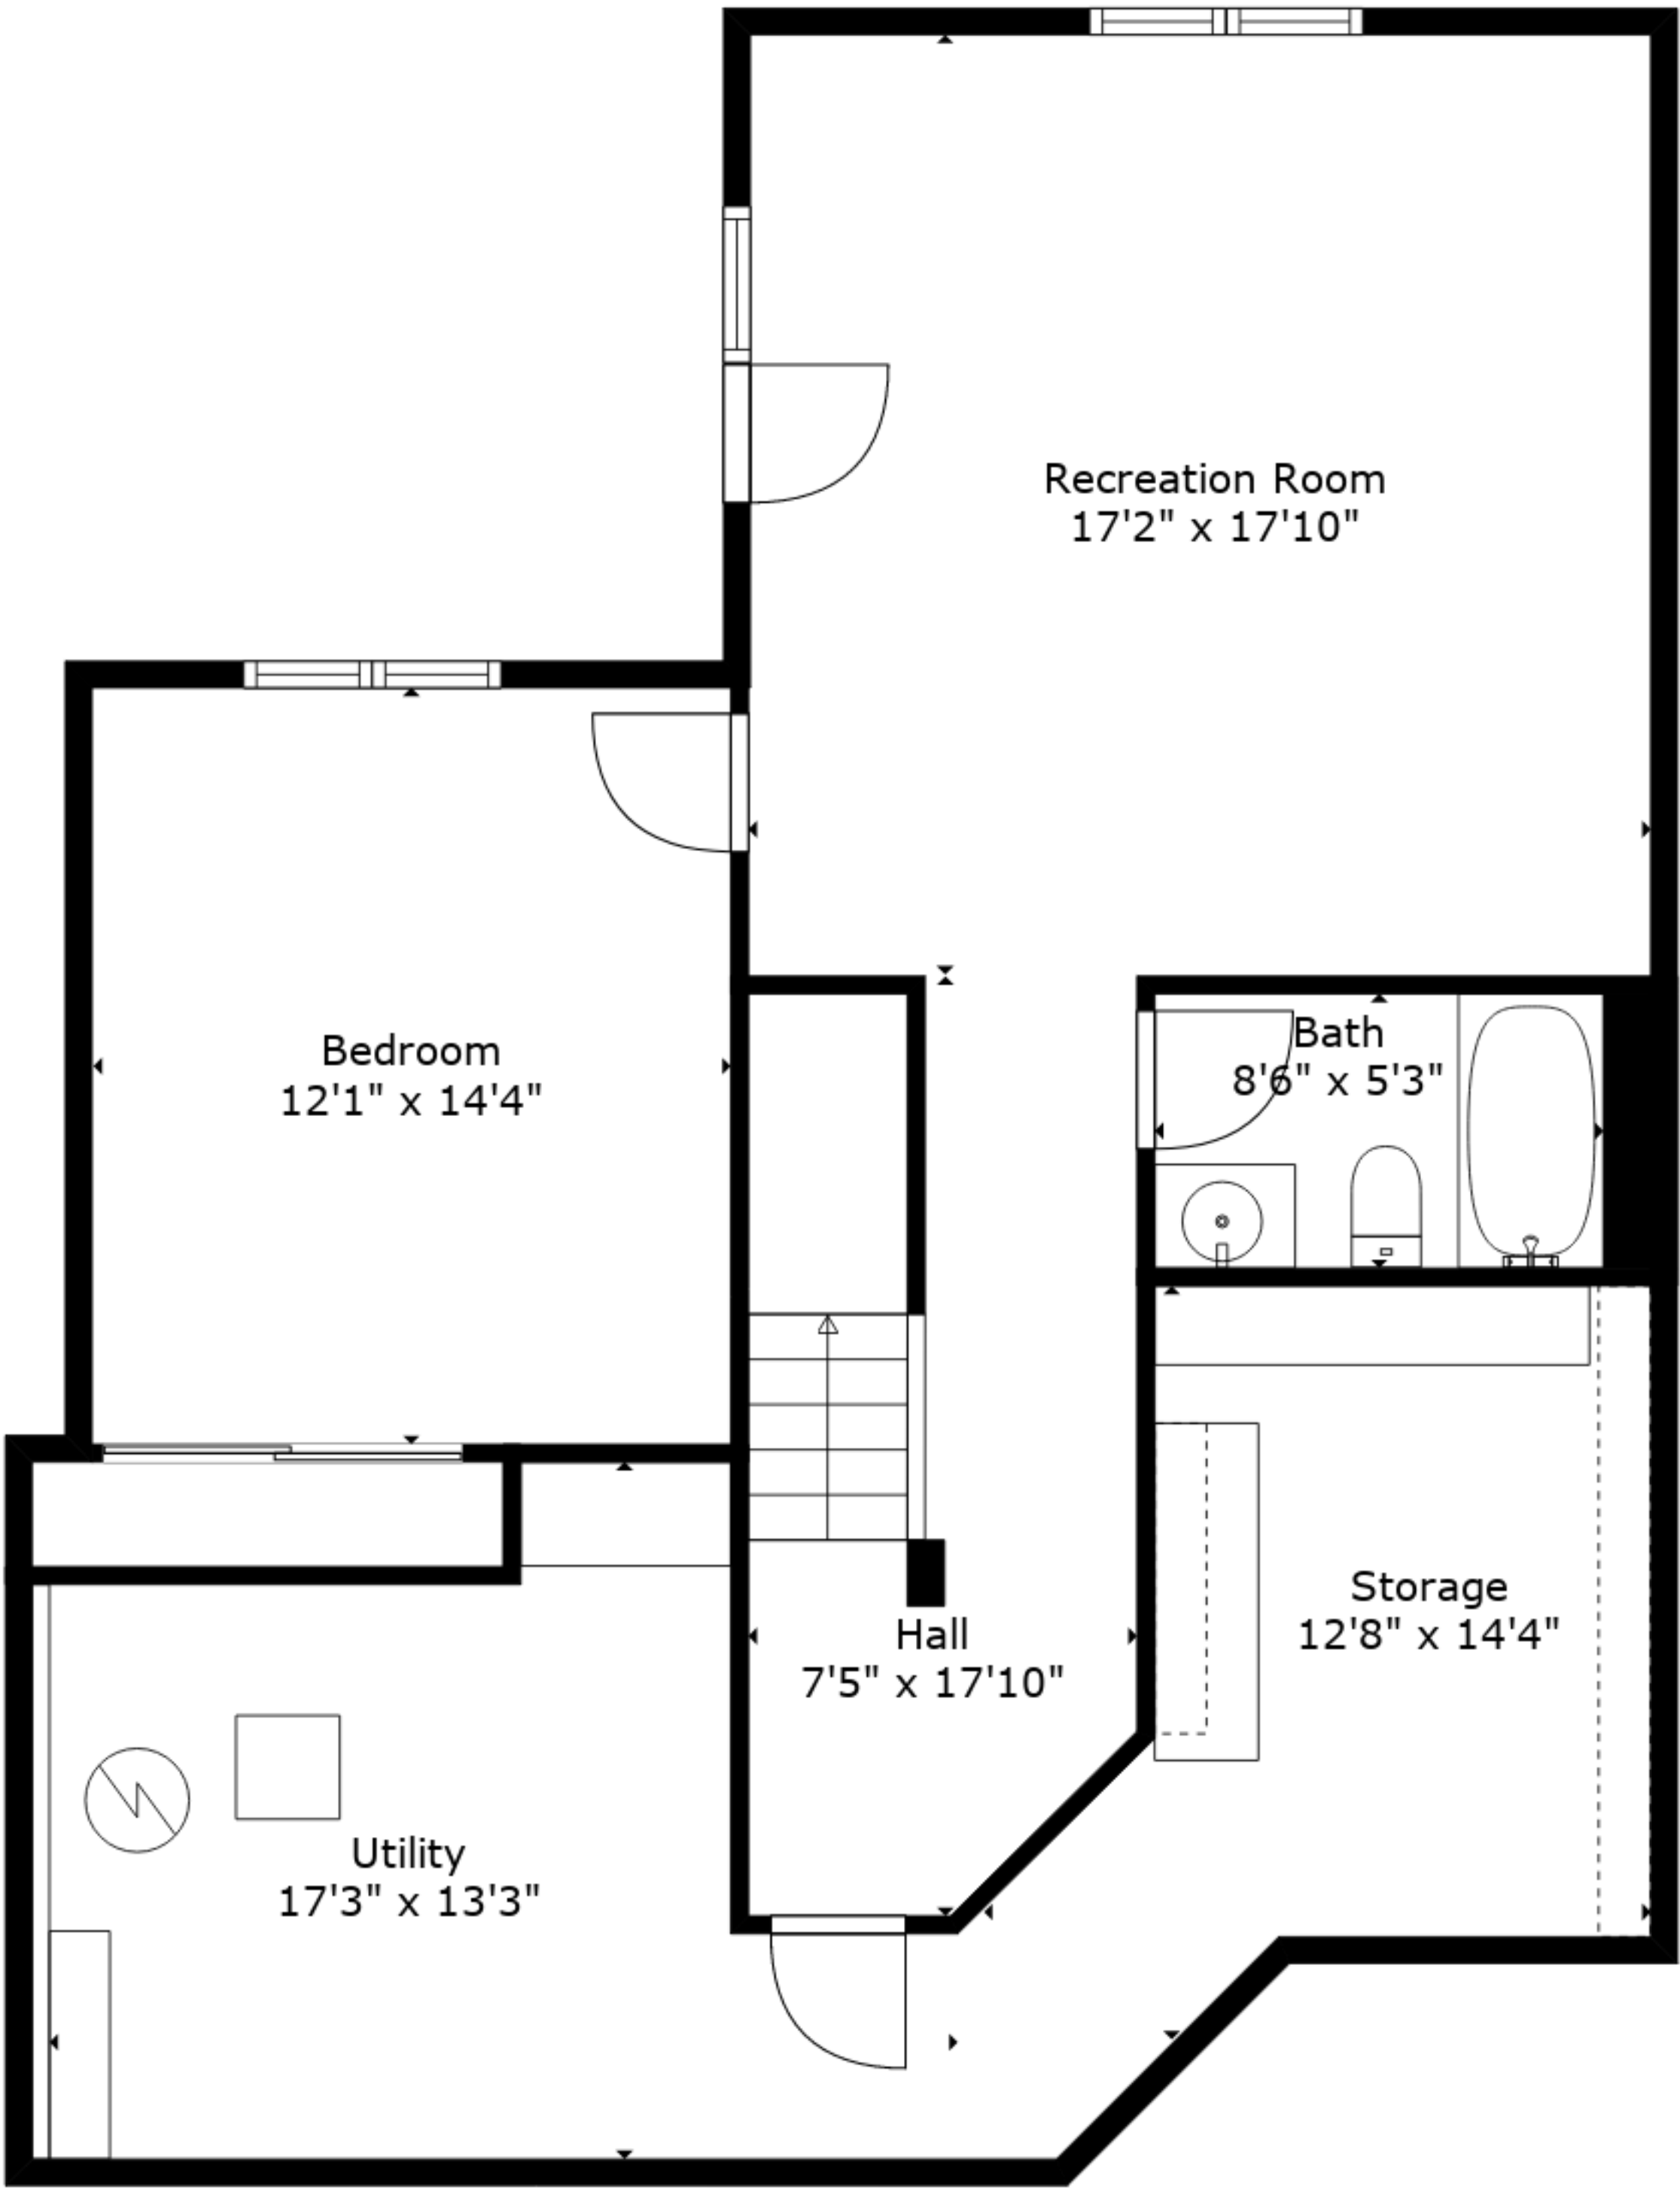 Recreation Room
17'2" x 17'10"
Bedroom
12'1" x 14'4"
Bath
8'6" x 5'3"
Storage
12'8" x 14'4"
Hall
7'5" x 17'10"
Utility
17'3" x 13'3"